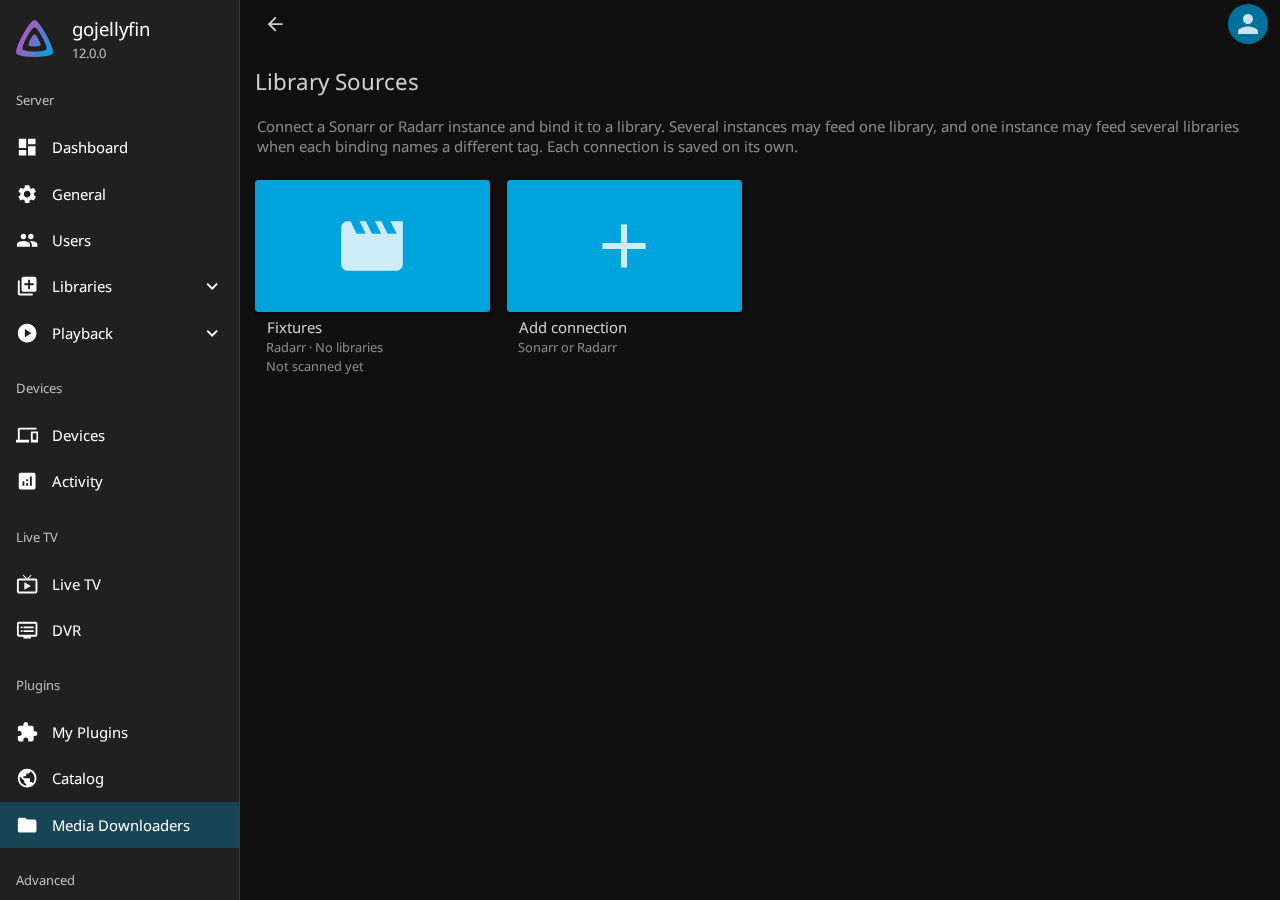 gojellyfin
12.0.0
Server
Dashboard
General
Users
Libraries
Playback
Devices
Devices
Activity
Live TV
Live TV
DVR
Plugins
My Plugins
Catalog
Media Downloaders
Advanced
Library Sources
Connect a Sonarr or Radarr instance and bind it to a library. Several instances may feed one library, and one instance may feed several libraries
when each binding names a different tag. Each connection is saved on its own.
Fixtures
Radarr · No libraries
Not scanned yet
Add connection
Sonarr or Radarr